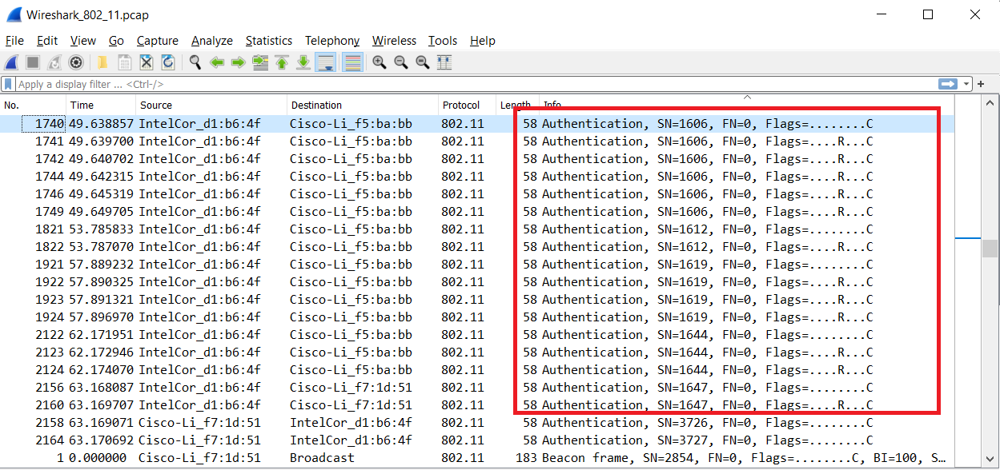 Wireshark_802_11.pcap
File Edit View Go Capture Analyze Statistics Telephony Wireless Tools Help
Apply a display filter ... <Ctrl-/>
No. Time Source Destination Protocol Length Info
1740 49.638857 IntelCor_d1:b6:4f Cisco-Li_f5:ba:bb 802.11 58 Authentication, SN=1606, FN=0, Flags=........C
1741 49.639700 IntelCor_d1:b6:4f Cisco-Li_f5:ba:bb 802.11 58 Authentication, SN=1606, FN=0, Flags=....R...C
1742 49.640702 IntelCor_d1:b6:4f Cisco-Li_f5:ba:bb 802.11 58 Authentication, SN=1606, FN=0, Flags=....R...C
1744 49.642315 IntelCor_d1:b6:4f Cisco-Li_f5:ba:bb 802.11 58 Authentication, SN=1606, FN=0, Flags=....R...C
1746 49.645319 IntelCor_d1:b6:4f Cisco-Li_f5:ba:bb 802.11 58 Authentication, SN=1606, FN=0, Flags=....R...C
1749 49.649705 IntelCor_d1:b6:4f Cisco-Li_f5:ba:bb 802.11 58 Authentication, SN=1606, FN=0, Flags=....R...C
1821 53.785833 IntelCor_d1:b6:4f Cisco-Li_f5:ba:bb 802.11 58 Authentication, SN=1612, FN=0, Flags=........C
1822 53.787070 IntelCor_d1:b6:4f Cisco-Li_f5:ba:bb 802.11 58 Authentication, SN=1612, FN=0, Flags=....R...C
1921 57.889232 IntelCor_d1:b6:4f Cisco-Li_f5:ba:bb 802.11 58 Authentication, SN=1619, FN=0, Flags=........C
1922 57.890325 IntelCor_d1:b6:4f Cisco-Li_f5:ba:bb 802.11 58 Authentication, SN=1619, FN=0, Flags=....R...C
1923 57.891321 IntelCor_d1:b6:4f Cisco-Li_f5:ba:bb 802.11 58 Authentication, SN=1619, FN=0, Flags=....R...C
1924 57.896970 IntelCor_d1:b6:4f Cisco-Li_f5:ba:bb 802.11 58 Authentication, SN=1619, FN=0, Flags=....R...C
2122 62.171951 IntelCor_d1:b6:4f Cisco-Li_f5:ba:bb 802.11 58 Authentication, SN=1644, FN=0, Flags=........C
2123 62.172946 IntelCor_d1:b6:4f Cisco-Li_f5:ba:bb 802.11 58 Authentication, SN=1644, FN=0, Flags=....R...C
2124 62.174070 IntelCor_d1:b6:4f Cisco-Li_f5:ba:bb 802.11 58 Authentication, SN=1644, FN=0, Flags=....R...C
2156 63.168087 IntelCor_d1:b6:4f Cisco-Li_f7:1d:51 802.11 58 Authentication, SN=1647, FN=0, Flags=........C
2160 63.169707 IntelCor_d1:b6:4f Cisco-Li_f7:1d:51 802.11 58 Authentication, SN=1647, FN=0, Flags=....R...C
2158 63.169071 Cisco-Li_f7:1d:51 IntelCor_d1:b6:4f 802.11 58 Authentication, SN=3726, FN=0, Flags=........C
2164 63.170692 Cisco-Li_f7:1d:51 IntelCor_d1:b6:4f 802.11 58 Authentication, SN=3727, FN=0, Flags=........C
1 0.000000 Cisco-Li_f7:1d:51 Broadcast 802.11 183 Beacon frame, SN=2854, FN=0, Flags=........C, BI=100, S…